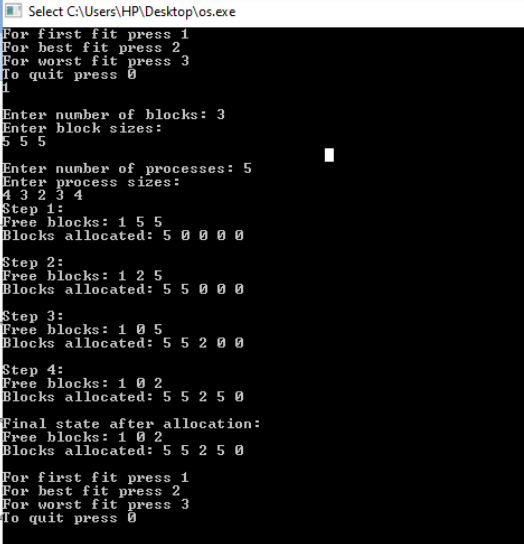 Select C:\Users\HP\Desktop\os.exe
For first fit press 1
For best fit press 2
For worst fit press 3
To quit press 0
1
Enter number of blocks: 3
Enter block sizes:
5 5 5
Enter number of processes: 5
Enter process sizes:
4 3 2 3 4
Step 1:
Free blocks: 1 5 5
Blocks allocated: 5 0 0 0 0
Step 2:
Free blocks: 1 2 5
Blocks allocated: 5 5 0 0 0
Step 3:
Free blocks: 1 0 5
Blocks allocated: 5 5 2 0 0
Step 4:
Free blocks: 1 0 2
Blocks allocated: 5 5 2 5 0
Final state after allocation:
Free blocks: 1 0 2
Blocks allocated: 5 5 2 5 0
For first fit press 1
For best fit press 2
For worst fit press 3
To quit press 0